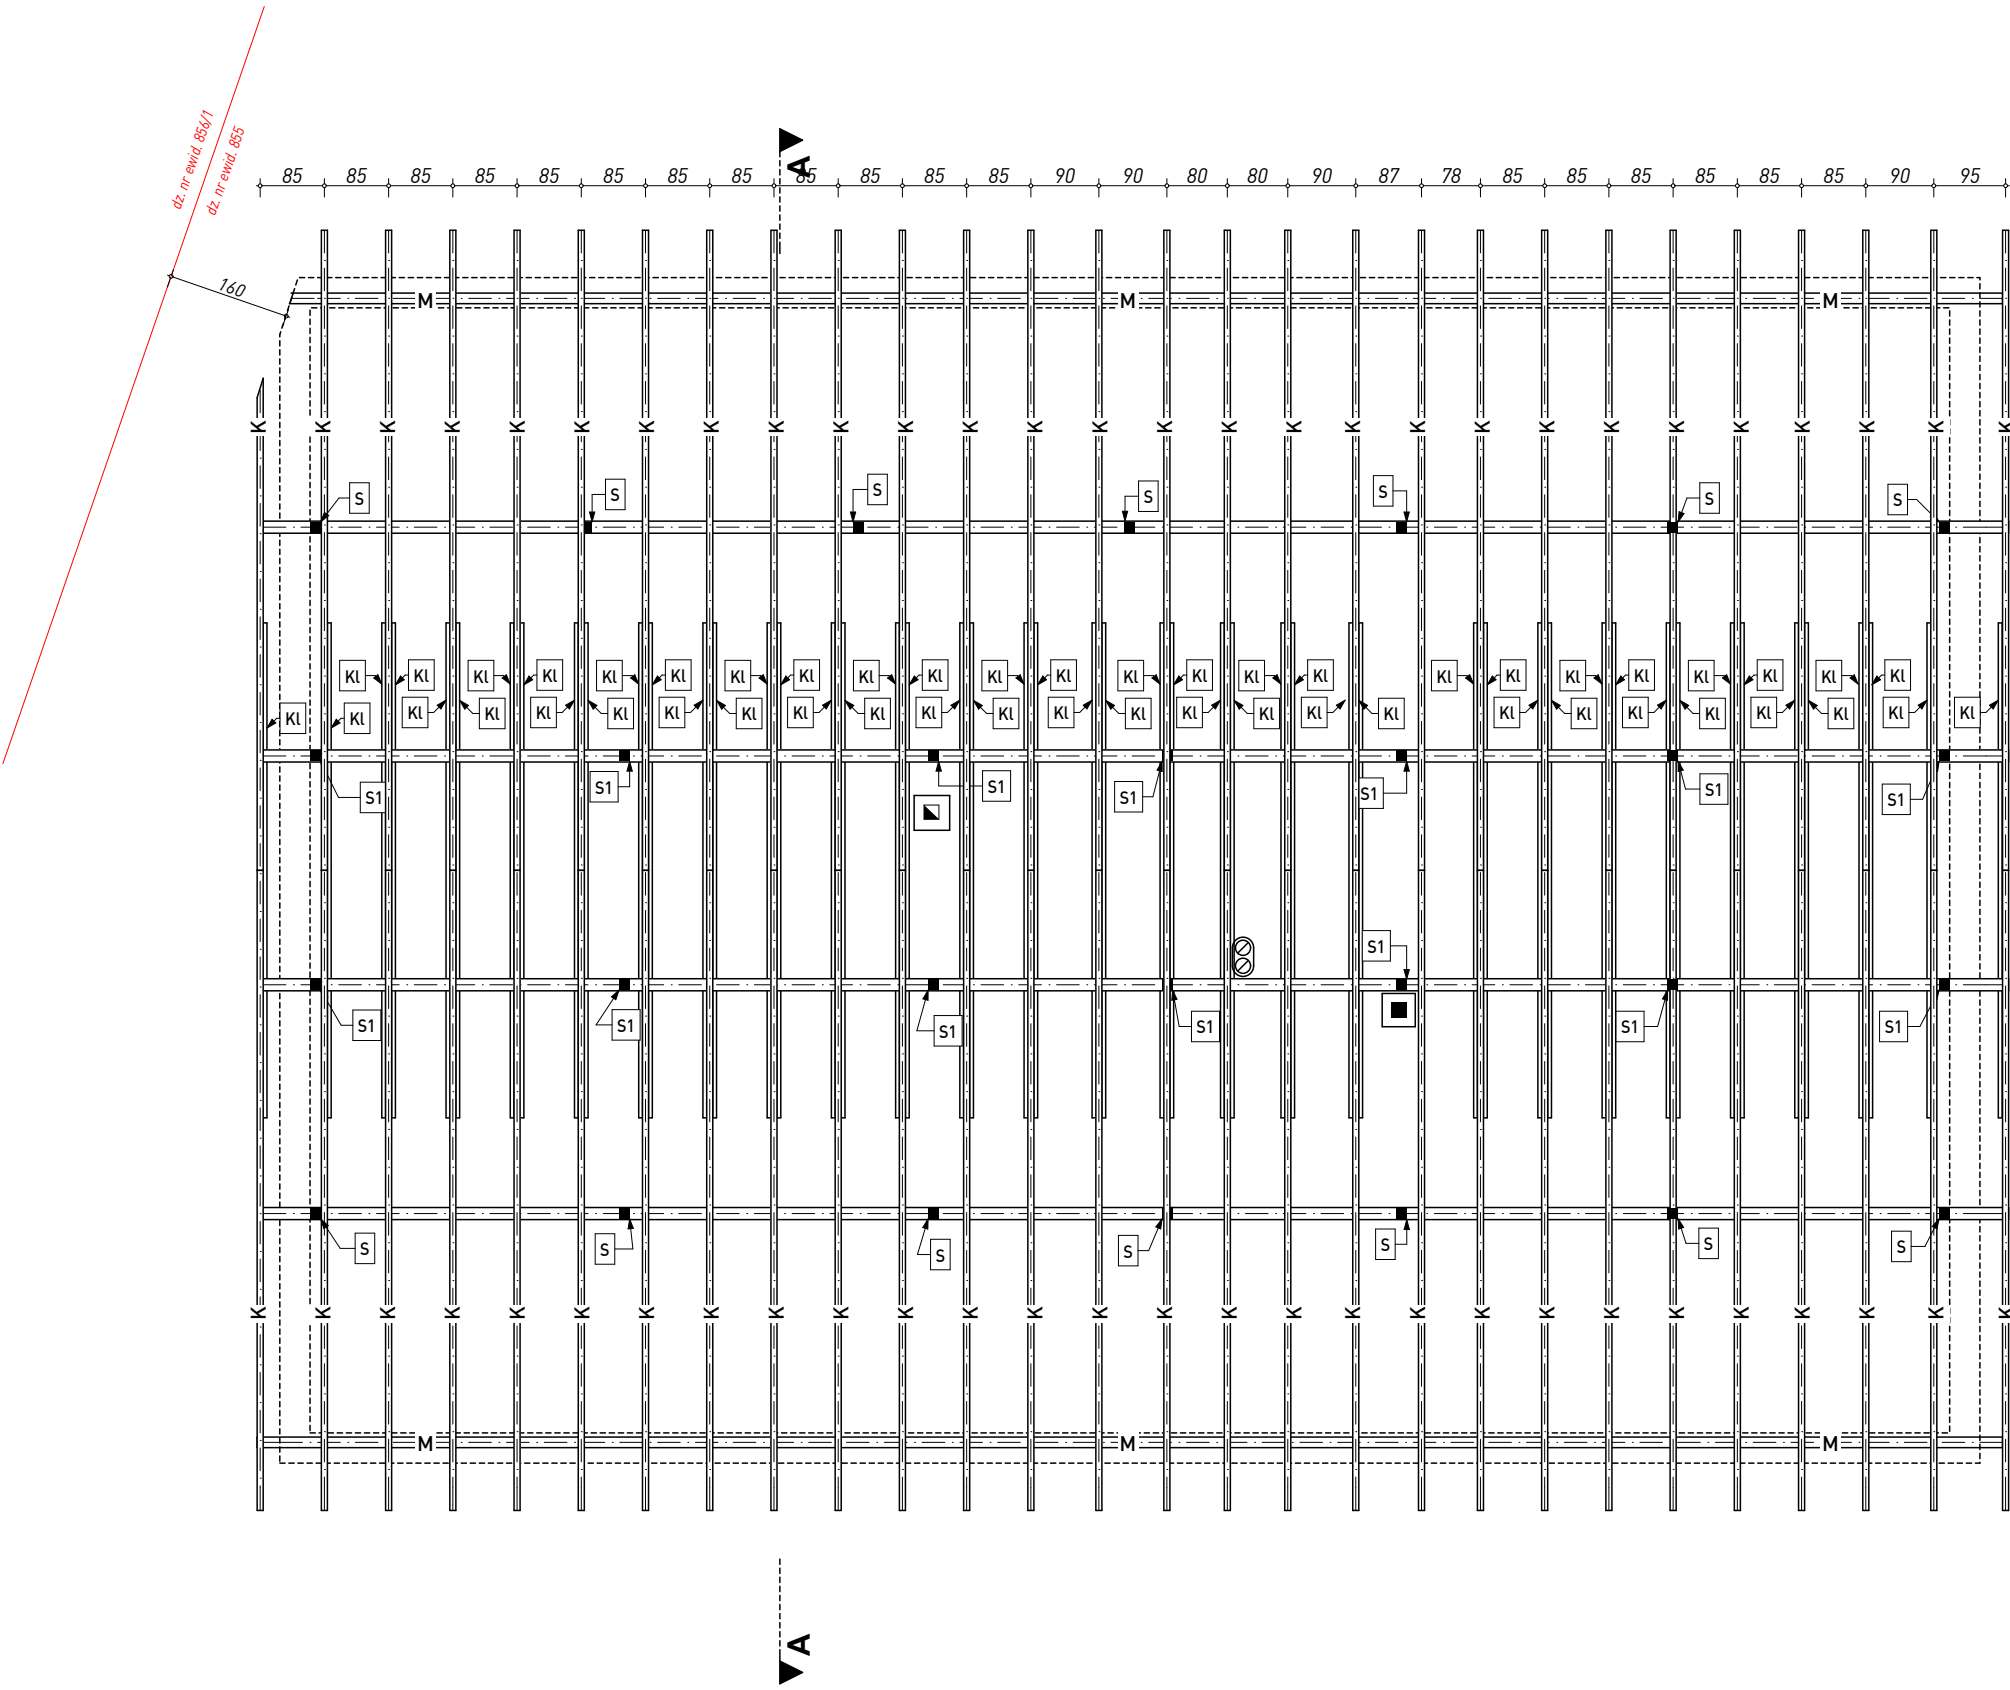 dz. nr ewid. 856/1
dz. nr ewid. 855
A
85 85 85 85 85 85 85 85 85 85 85 85 90 90 80 80 90 87 78 85 85 85 85 85 85 90 95
160
M M M
K K K K K K K K K K K K K K K K K K K K K K K K K K K K
S S S S S S S
Kl Kl Kl Kl Kl Kl Kl Kl Kl Kl Kl Kl Kl Kl Kl Kl Kl Kl Kl Kl Kl Kl Kl Kl Kl
Kl Kl Kl Kl Kl Kl Kl Kl Kl Kl Kl Kl Kl Kl Kl Kl Kl Kl Kl Kl Kl Kl Kl Kl Kl Kl
S1 S1 S1 S1 S1 S1 S1
S1
S1 S1 S1 S1 S1 S1
S S S S S S S
K K K K K K K K K K K K K K K K K K K K K K K K K K K K
M M M
A